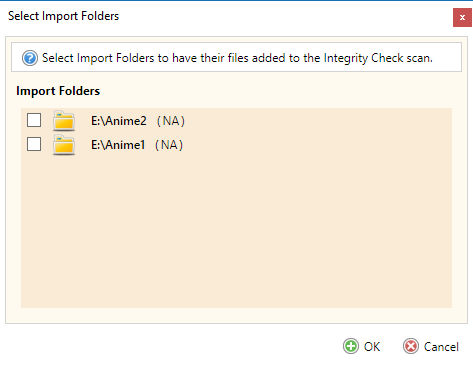 Select Import Folders
x
Select Import Folders to have their files added to the Integrity Check scan.
Import Folders
E:\Anime2 (NA)
E:\Anime1 (NA)
OK Cancel